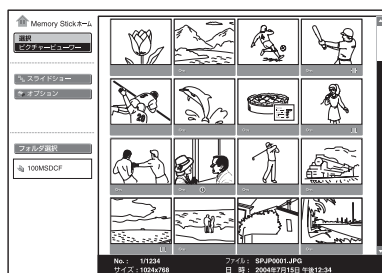 Memory Stickホーム
選択
ピクチャービューワー
スライドショー
オプション
フォルダ選択
100MSDCF
No. : 1/1234
サイズ : 1024x768
ファイル : SPJP0001.JPG
日 時 : 2004年7月15日 午後12:34